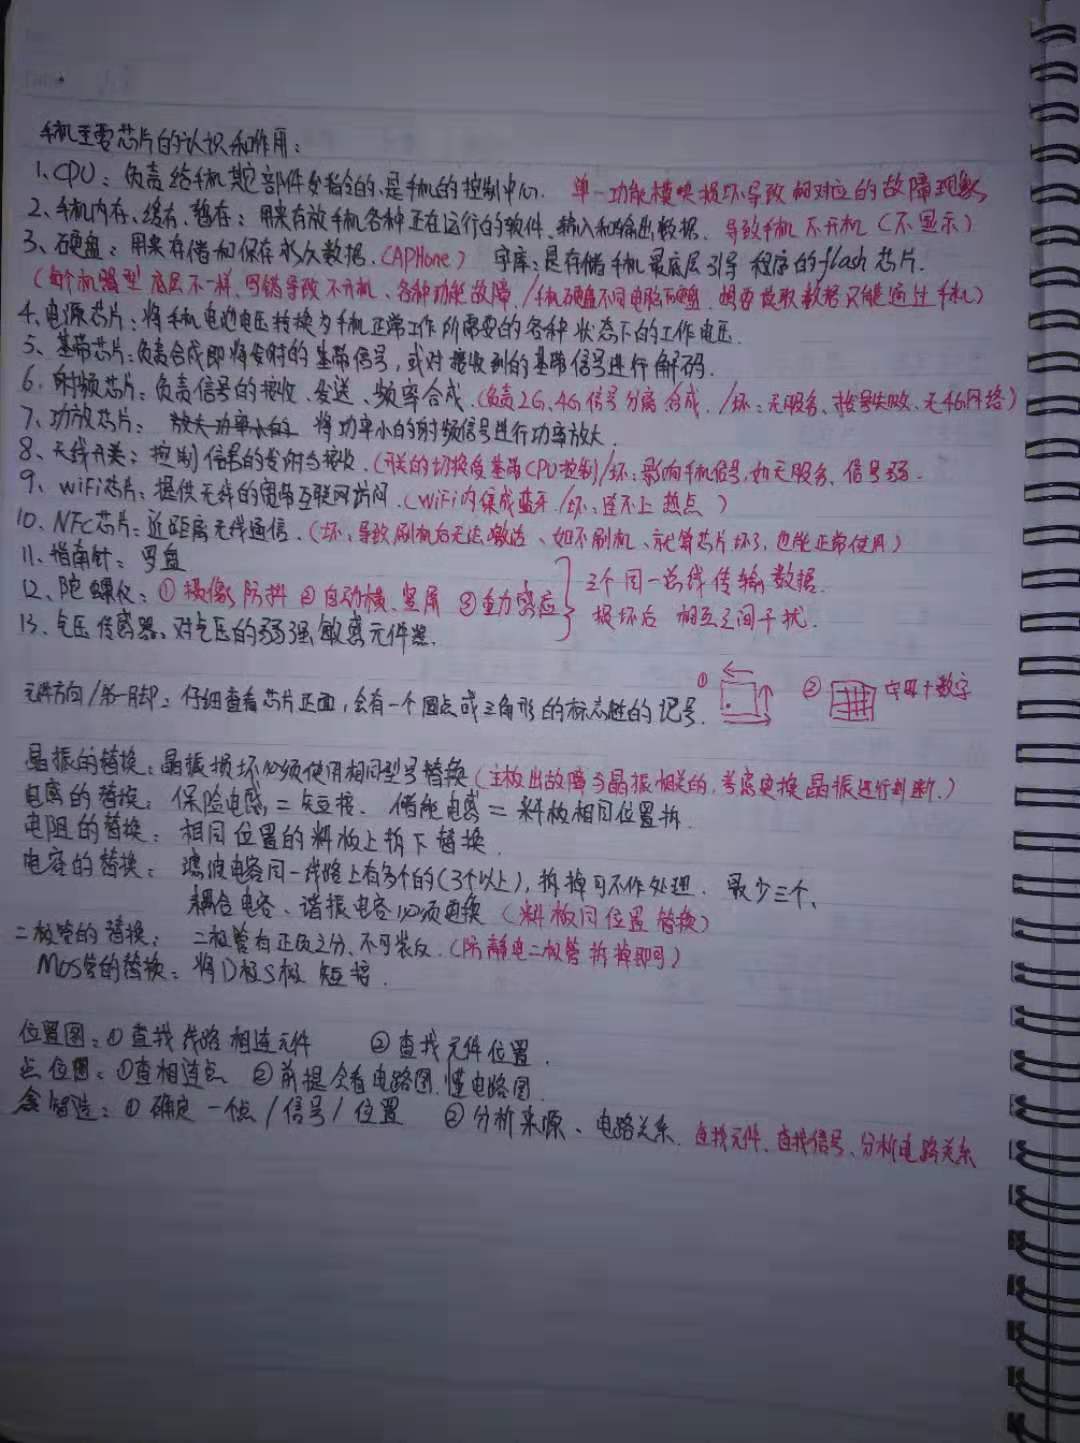 手机主要芯片的认识和作用：
1、CPU：负责给手机其它部件发指令的、是手机的控制中心. 单一功能模块损坏导致相对应的故障现象
2、手机内存、缓存、暂存：用来存放手机各种正在运行的软件、输入和输出数据. 导致手机不开机（不显示）
3、硬盘：用来存储和保存永久数据.（APHone） 字库：是存储手机最底层引导程序的flash芯片.
（每个机器型底层不一样、写错导致不开机、各种功能故障./手机硬盘不同电脑硬盘. 想要提取数据只能通过手机）
4、电源芯片：将手机电池电压转换为手机正常工作所需要的各种状态下的工作电压.
5、基带芯片：负责合成即将发射的基带信号，或对接收到的基带信号进行解码.
6、射频芯片：负责信号的接收、发送、频率合成.（负责2G、4G信号分离合成./坏：无服务、拨号失败、无4G网络）
7、功放芯片：放大功率小的 将功率小的射频信号进行功率放大.
8、天线开关：控制信号的发射与接收.（开关的切换受基带CPU控制/坏：影响手机信号，如无服务、信号弱.
9、WiFi芯片：提供无线的宽带互联网访问.（WiFi内集成蓝牙./坏：连不上热点）
10、NFC芯片：近距离无线通信.（坏：导致刷机后无法激活、如不刷机、就算芯片坏了，也能正常使用）
11、指南针：罗盘
12、陀螺仪：①摄像防抖 ②自动横、竖屏 ③重力感应 三个同一总线传输数据.
13、气压传感器、对气压的弱强敏感元件器. 损坏后 相互之间干扰.
元件方向/第一脚：仔细查看芯片正面，会有一个圆点或三角形的标志性的记号. ① ② 字母+数字
晶振的替换：晶振损坏必须使用相同型号替换（主板出故障与晶振相关的，考虑更换晶振进行判断.）
电感的替换：保险电感=短接、储能电感=料板相同位置拆.
电阻的替换：相同位置的料板上拆下替换.
电容的替换：滤波电容同一线路上有多个的（3个以上），拆掉可不作处理. 最少三个、
耦合电容、谐振电容必须更换（料板同位置替换）
二极管的替换：二极管有正负之分、不可装反.（防静电二极管拆掉即可）
MOS管的替换：将D极S极短接.
位置图：①查找线路相连元件 ②查找元件位置.
点位图：①查相连点 ②前提会看电路图.懂电路图.
鑫智造：①确定一个点/信号/位置 ②分析来源、电路关系. 查找元件、查找信号、分析电路关系